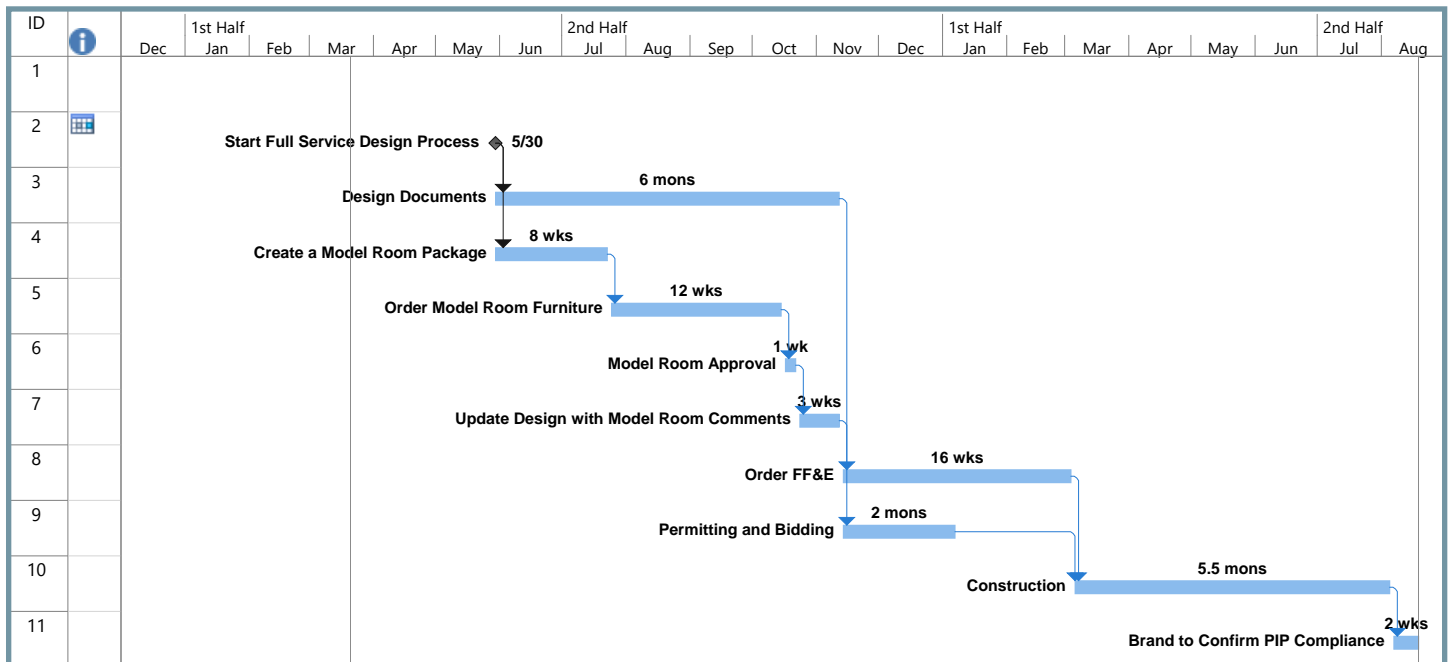 ID
1st Half 2nd Half 1st Half 2nd Half
Dec Jan Feb Mar Apr May Jun Jul Aug Sep Oct Nov Dec Jan Feb Mar Apr May Jun Jul Aug
1
2
Start Full Service Design Process 5/30
3
6 mons
Design Documents
4
8 wks
Create a Model Room Package
5
12 wks
Order Model Room Furniture
6
1 wk
Model Room Approval
7
3 wks
Update Design with Model Room Comments
8
16 wks
Order FF&E
9
2 mons
Permitting and Bidding
10
5.5 mons
Construction
11
2 wks
Brand to Confirm PIP Compliance